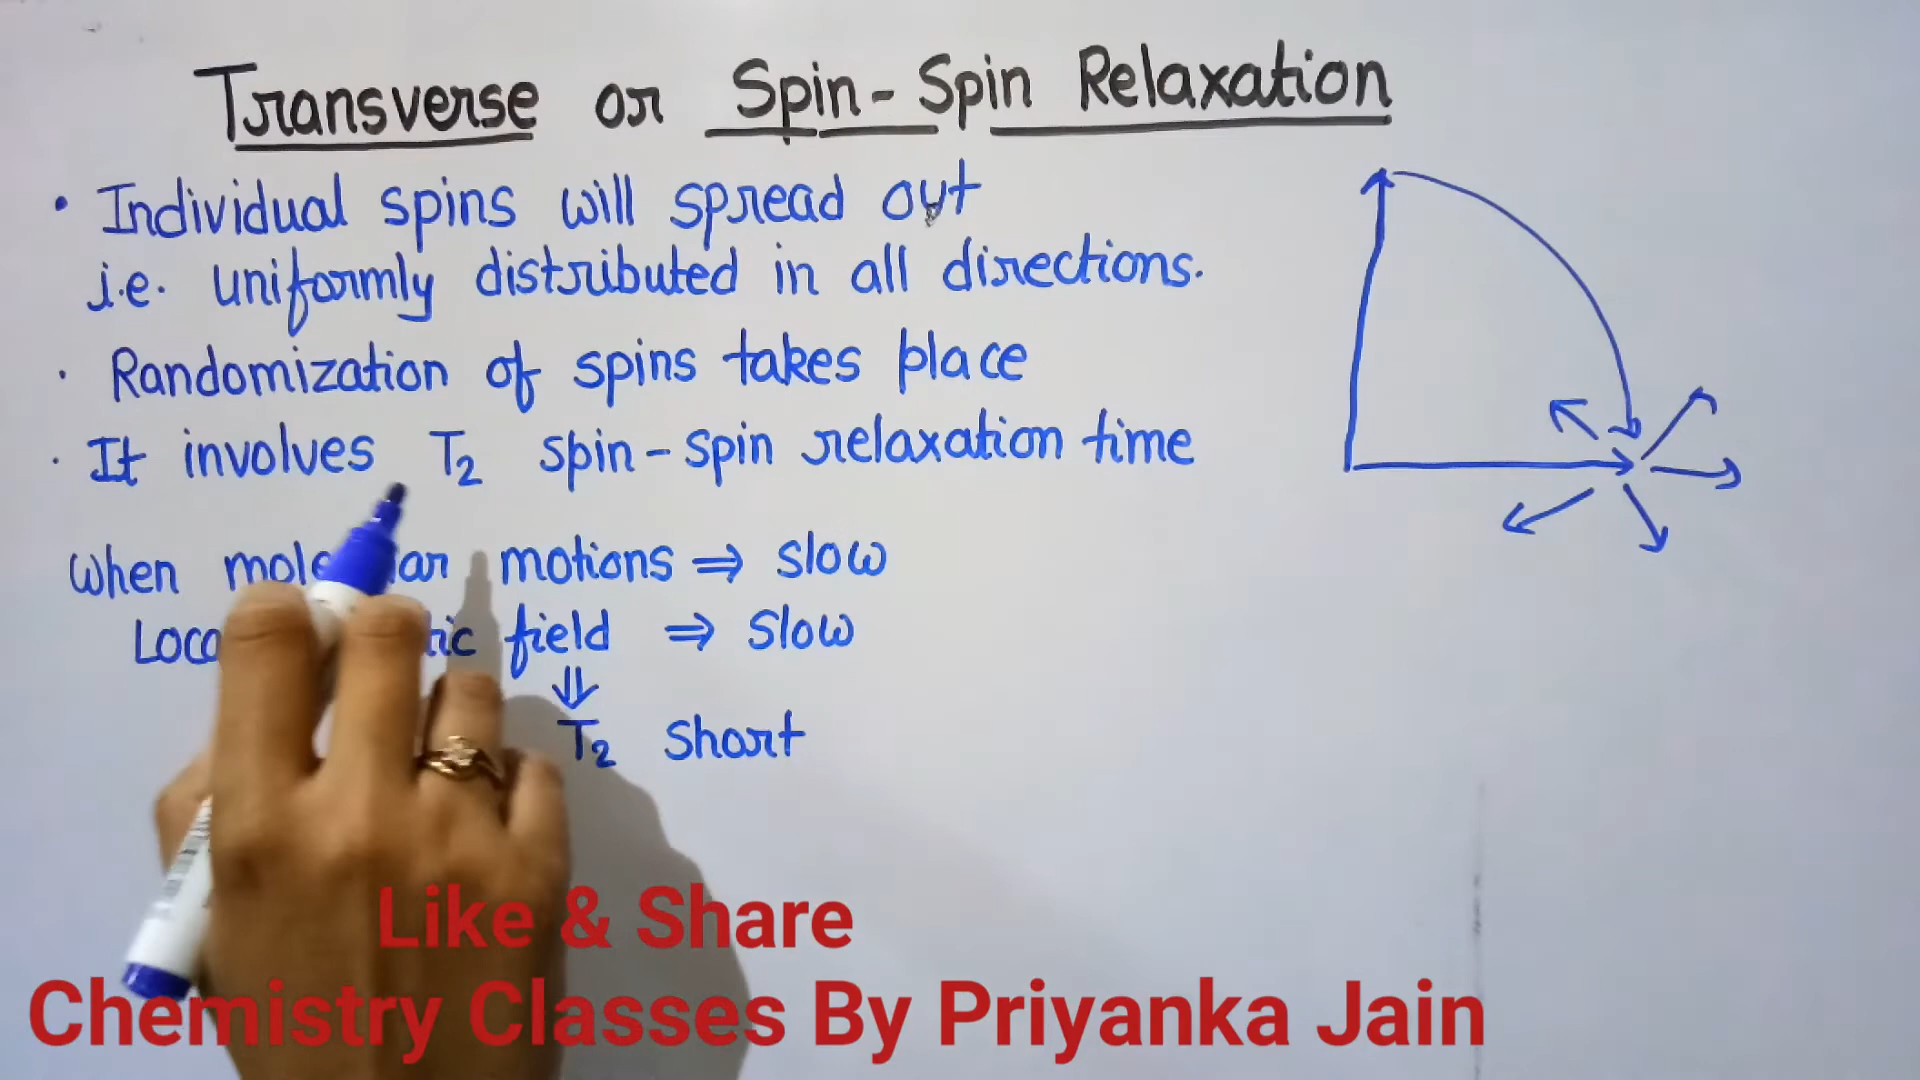 Transverse or Spin-Spin Relaxation
• Individual spins will spread out
i.e. uniformly distributed in all directions.
· Randomization of spins takes place
· It involves T₂ spin-spin relaxation time
When motions ⇒ slow
field ⇒ slow
⇓
T₂ short
Like & Share
Chemistry Classes By Priyanka Jain